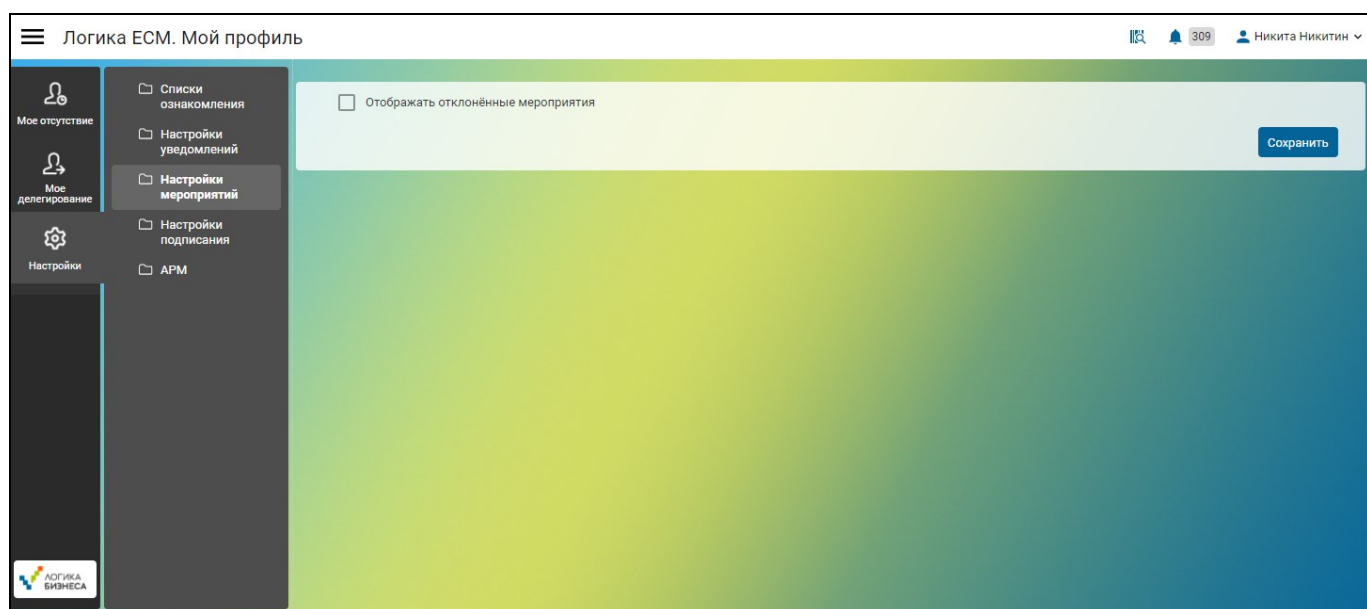 Логика ECM. Мой профиль
309
Никита Никитин
Мое отсутствие
Мое
делегирование
Настройки
Списки
ознакомления
Настройки
уведомлений
Настройки
мероприятий
Настройки
подписания
АРМ
Отображать отклонённые мероприятия
Сохранить
ЛОГИКА
БИЗНЕСА